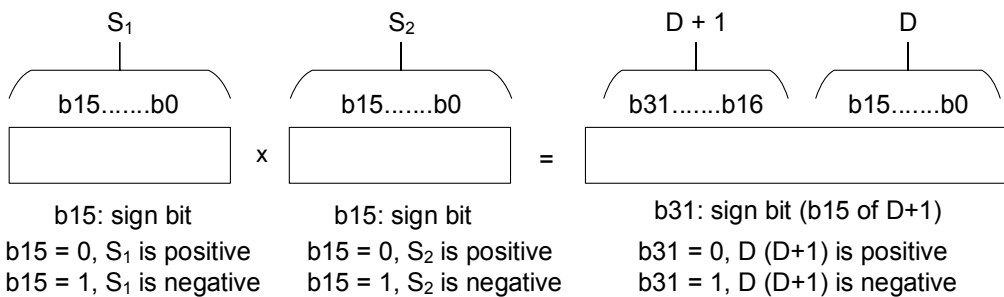 S₁ S₂ D + 1 D
b15.......b0 b15.......b0 b31.......b16 b15.......b0
x =
b15: sign bit b15: sign bit b31: sign bit (b15 of D+1)
b15 = 0, S₁ is positive b15 = 0, S₂ is positive b31 = 0, D (D+1) is positive
b15 = 1, S₁ is negative b15 = 1, S₂ is negative b31 = 1, D (D+1) is negative